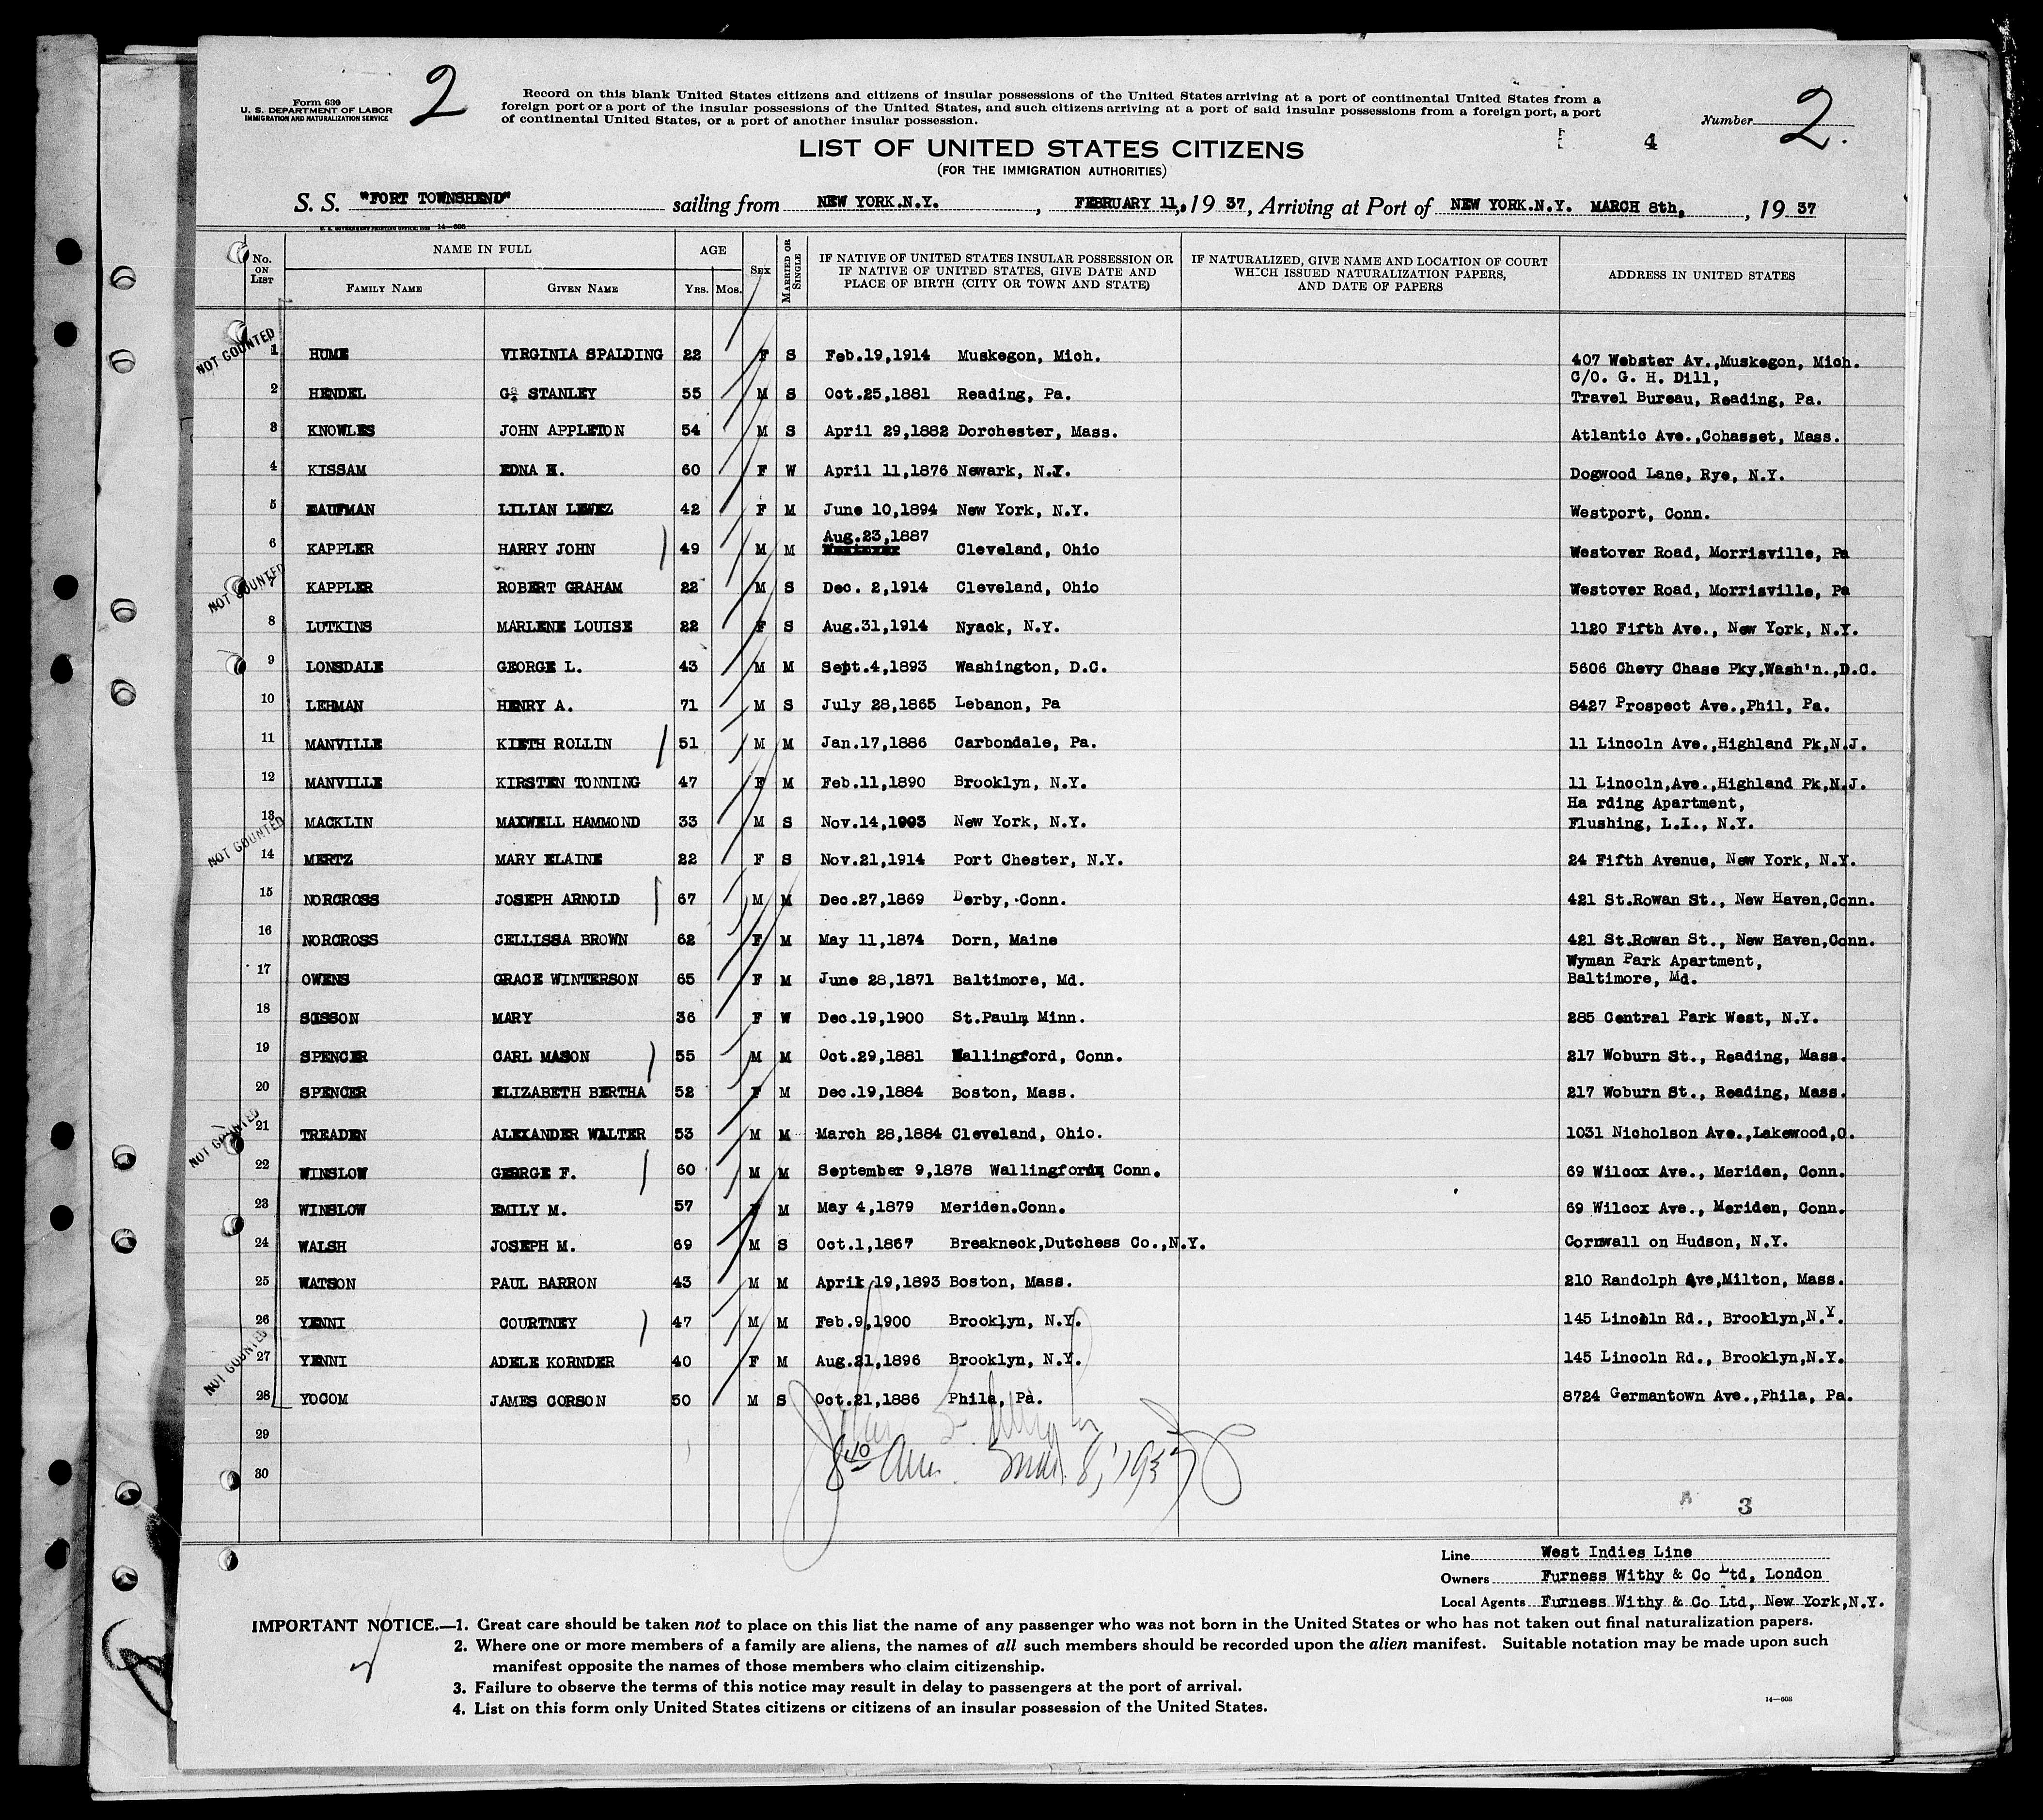 Form 630
U. S. DEPARTMENT OF LABOR
IMMIGRATION AND NATURALIZATION SERVICE
2
Record on this blank United States citizens and citizens of insular possessions of the United States arriving at a port of continental United States from a
foreign port or a port of the insular possessions of the United States, and such citizens arriving at a port of said insular possessions from a foreign port, a port
of continental United States, or a port of another insular possession.
Number 2.
4
LIST OF UNITED STATES CITIZENS
(FOR THE IMMIGRATION AUTHORITIES)
S. S. "FORT TOWNSHEND" sailing from NEW YORK.N.Y. , FEBRUARY 11, 19 37, Arriving at Port of NEW YORK.N.Y. MARCH 8th, , 19 37
14—608
No. ON LIST NAME IN FULL AGE SEX MARRIED OR SINGLE IF NATIVE OF UNITED STATES INSULAR POSSESSION OR IF NATIVE OF UNITED STATES, GIVE DATE AND PLACE OF BIRTH (CITY OR TOWN AND STATE) IF NATURALIZED, GIVE NAME AND LOCATION OF COURT WHICH ISSUED NATURALIZATION PAPERS, AND DATE OF PAPERS ADDRESS IN UNITED STATES
FAMILY NAME GIVEN NAME YRS. MOS.
NOT COUNTED
1 HUME VIRGINIA SPALDING 22 F S Feb.19,1914 Muskegon, Mich. 407 Webster Av.,Muskegon, Mich.
C/O. G. H. Dill,
2 HENDEL G. STANLEY 55 M S Oct.25,1881 Reading, Pa. Travel Bureau, Reading, Pa.
3 KNOWLES JOHN APPLETON 54 M S April 29,1882 Dorchester, Mass. Atlantic Ave.,Cohasset, Mass.
4 KISSAM EDNA H. 60 F W April 11,1876 Newark, N.Y. Dogwood Lane, Rye, N.Y.
5 KAUFMAN LILIAN LEWEZ 42 F M June 10,1894 New York, N.Y. Westport, Conn.
Aug.23,1887
6 KAPPLER HARRY JOHN 49 M M Cleveland, Ohio Westover Road, Morrisville, Pa
NOT COUNTED
7 KAPPLER ROBERT GRAHAM 22 M S Dec. 2,1914 Cleveland, Ohio Westover Road, Morrisville, Pa
8 LUTKINS MARLENE LOUISE 22 F S Aug.31,1914 Nyack, N.Y. 1120 Fifth Ave., New York, N.Y.
9 LONSDALE GEORGE L. 43 M M Sept.4,1893 Washington, D.C. 5606 Chevy Chase Pky,Wash'n.,D.C.
10 LEHMAN HENRY A. 71 M S July 28,1865 Lebanon, Pa 8427 Prospect Ave.,Phil, Pa.
11 MANVILLE KIETH ROLLIN 51 M M Jan.17,1886 Carbondale, Pa. 11 Lincoln Ave.,Highland Pk,N.J.
12 MANVILLE KIRSTEN TONNING 47 F M Feb.11,1890 Brooklyn, N.Y. 11 Lincoln,Ave.,Highland Pk,N.J.
Ha rding Apartment,
13 MACKLIN MAXWELL HAMMOND 33 M S Nov.14,1903 New York, N.Y. Flushing, L.I., N.Y.
NOT COUNTED
14 MERTZ MARY ELAINE 22 F S Nov.21,1914 Port Chester, N.Y. 24 Fifth Avenue, New York, N.Y.
15 NORCROSS JOSEPH ARNOLD 67 M M Dec.27,1869 Derby, Conn. 421 St.Rowan St., New Haven,Conn.
16 NORCROSS CELLISSA BROWN 62 F M May 11,1874 Dorn, Maine 421 St.Rowan St., New Haven,Conn.
Wyman Park Apartment,
17 OWENS GRACE WINTERSON 65 F M June 28,1871 Baltimore, Md. Baltimore, Md.
18 SISSON MARY 36 F W Dec.19,1900 St.Paul, Minn. 285 Central Park West, N.Y.
19 SPENCER CARL MASON 55 M M Oct.29,1881 Wallingford, Conn. 217 Woburn St., Reading, Mass.
20 SPENCER ELIZABETH BERTHA 52 F M Dec.19,1884 Boston, Mass. 217 Woburn St., Reading, Mass.
NOT COUNTED
21 TREADEN ALEXANDER WALTER 53 M M March 28,1884 Cleveland, Ohio. 1031 Nicholson Ave.,Lakewood,O.
22 WINSLOW GEORGE F. 60 M M September 9,1878 Wallingford, Conn. 69 Wilcox Ave., Meriden, Conn.
23 WINSLOW EMILY M. 57 F M May 4,1879 Meriden.Conn. 69 Wilcox Ave., Meriden, Conn.
24 WALSH JOSEPH M. 69 M S Oct.1,1867 Breakneck,Dutchess Co.,N.Y. Cornwall on Hudson, N.Y.
25 WATSON PAUL BARRON 43 M M April 19,1893 Boston, Mass. 210 Randolph Ave,Milton, Mass.
26 YENNI COURTNEY 47 M M Feb.9,1900 Brooklyn, N.Y. 145 Lincoln Rd., Brooklyn,N.Y.
NOT COUNTED
27 YENNI ADELE KORNDER 40 F M Aug.21,1896 Brooklyn, N.Y. 145 Lincoln Rd., Brooklyn,N.Y.
28 YOCOM JAMES CORSON 50 M S Oct.21,1886 Phila, Pa. 8724 Germantown Ave.,Phila, Pa.
29
30
8 40 am. Mar. 8, 1937
3
Line West Indies Line
Owners Furness Withy & Co Ltd, London
Local Agents Furness Withy & Co Ltd, New York,N.Y.
IMPORTANT NOTICE.—1. Great care should be taken not to place on this list the name of any passenger who was not born in the United States or who has not taken out final naturalization papers.
2. Where one or more members of a family are aliens, the names of all such members should be recorded upon the alien manifest. Suitable notation may be made upon such
manifest opposite the names of those members who claim citizenship.
3. Failure to observe the terms of this notice may result in delay to passengers at the port of arrival.
4. List on this form only United States citizens or citizens of an insular possession of the United States.
14—608